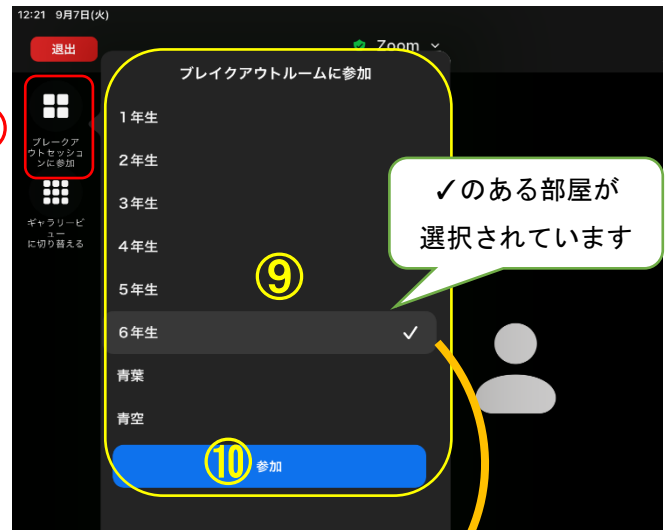 12:21 9月7日(火)
退出
Zoom
ブレイクアウトルームに参加
ブレークア
ウトセッショ
ンに参加
ギャラリービ
ュー
に切り替える
1年生
2年生
3年生
4年生
5年生
6年生 ✓
青葉
青空
⑨
⑩ 参加
✓のある部屋が
選択されています